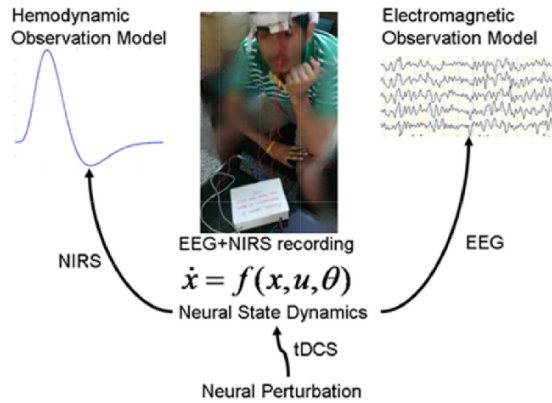 Hemodynamic
Observation Model
Electromagnetic
Observation Model
EEG+NIRS recording
NIRS
EEG
ẋ = f(x,u,θ)
Neural State Dynamics
tDCS
Neural Perturbation